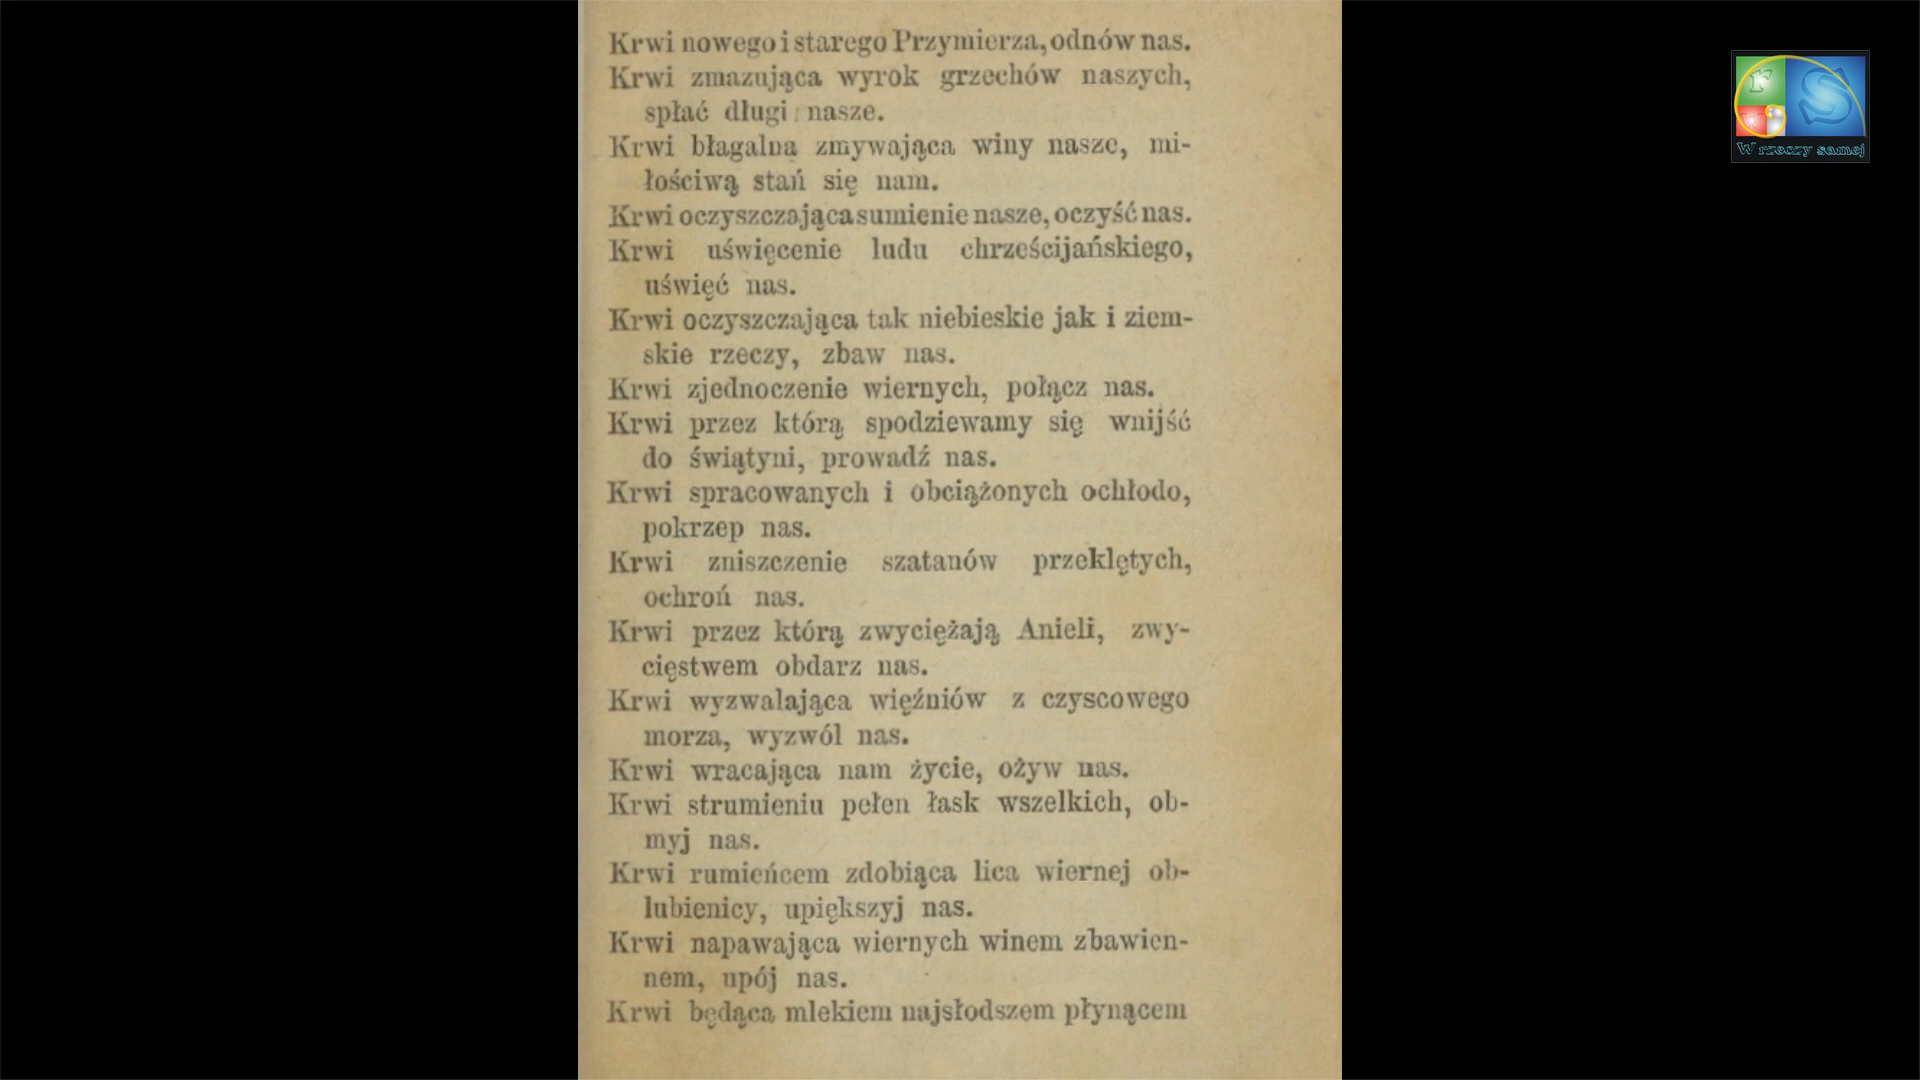 Krwi nowego i starego Przymierza, odnów nas.
Krwi zmazująca wyrok grzechów naszych,
spłać długi nasze.
Krwi błagalna zmywająca winy nasze, mi-
łościwą stań się nam.
Krwi oczyszczająca sumienie nasze, oczyść nas.
Krwi uświęcenie ludu chrześcijańskiego,
uświęć nas.
Krwi oczyszczająca tak niebieskie jak i ziem-
skie rzeczy, zbaw nas.
Krwi zjednoczenie wiernych, połącz nas.
Krwi przez którą spodziewamy się wnijść
do świątyni, prowadź nas.
Krwi spracowanych i obciążonych ochłodo,
pokrzep nas.
Krwi zniszczenie szatanów przeklętych,
ochroń nas.
Krwi przez którą zwyciężają Anieli, zwy-
cięstwem obdarz nas.
Krwi wyzwalająca więźniów z czyscowego
morza, wyzwól nas.
Krwi wracająca nam życie, ożyw nas.
Krwi strumieniu pełen łask wszelkich, ob-
myj nas.
Krwi rumieńcem zdobiąca lica wiernej ob-
lubienicy, upiększyj nas.
Krwi napawająca wiernych winem zbawien-
nem, upój nas.
Krwi będąca mlekiem najsłodszem płynącem
r S
w s
W rzeczy samej